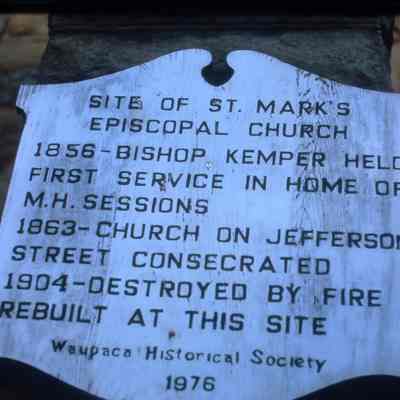 SITE OF ST. MARK'S
EPISCOPAL CHURCH
1856-BISHOP KEMPER HELD
FIRST SERVICE IN HOME OF
M.H. SESSIONS
1863-CHURCH ON JEFFERSON
STREET CONSECRATED
1904-DESTROYED BY FIRE
REBUILT AT THIS SITE
Waupaca Historical Society
1976